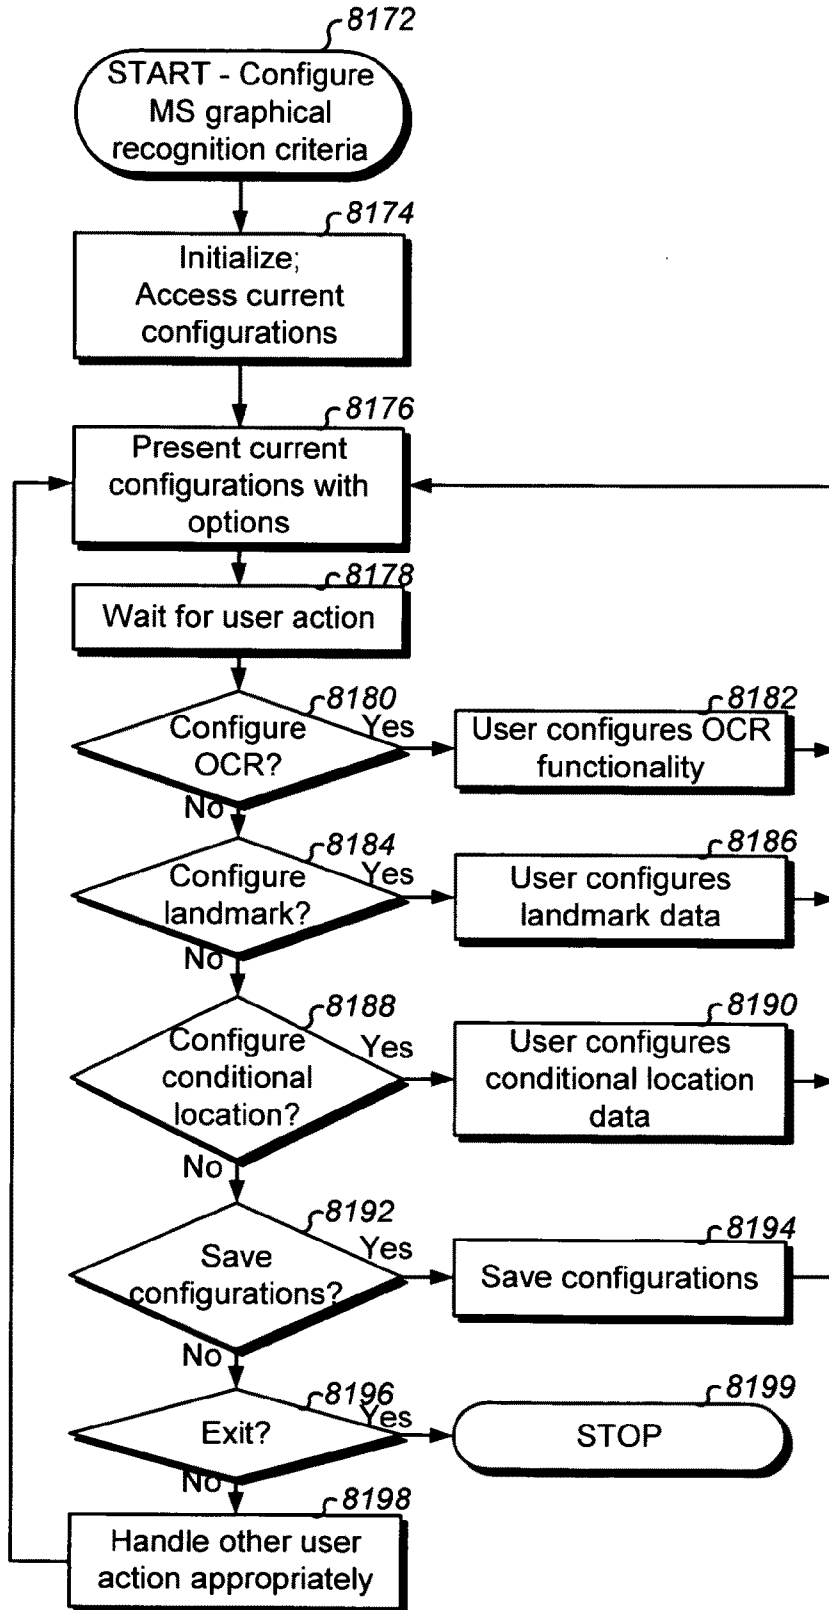 8172
START - Configure
MS graphical
recognition criteria
8174
Initialize;
Access current
configurations
8176
Present current
configurations with
options
8178
Wait for user action
8180
Configure
OCR?
Yes
No
8182
User configures OCR
functionality
8184
Configure
landmark?
Yes
No
8186
User configures
landmark data
8188
Configure
conditional
location?
Yes
No
8190
User configures
conditional location
data
8192
Save
configurations?
Yes
No
8194
Save configurations
8196
Exit?
Yes
No
8199
STOP
8198
Handle other user
action appropriately